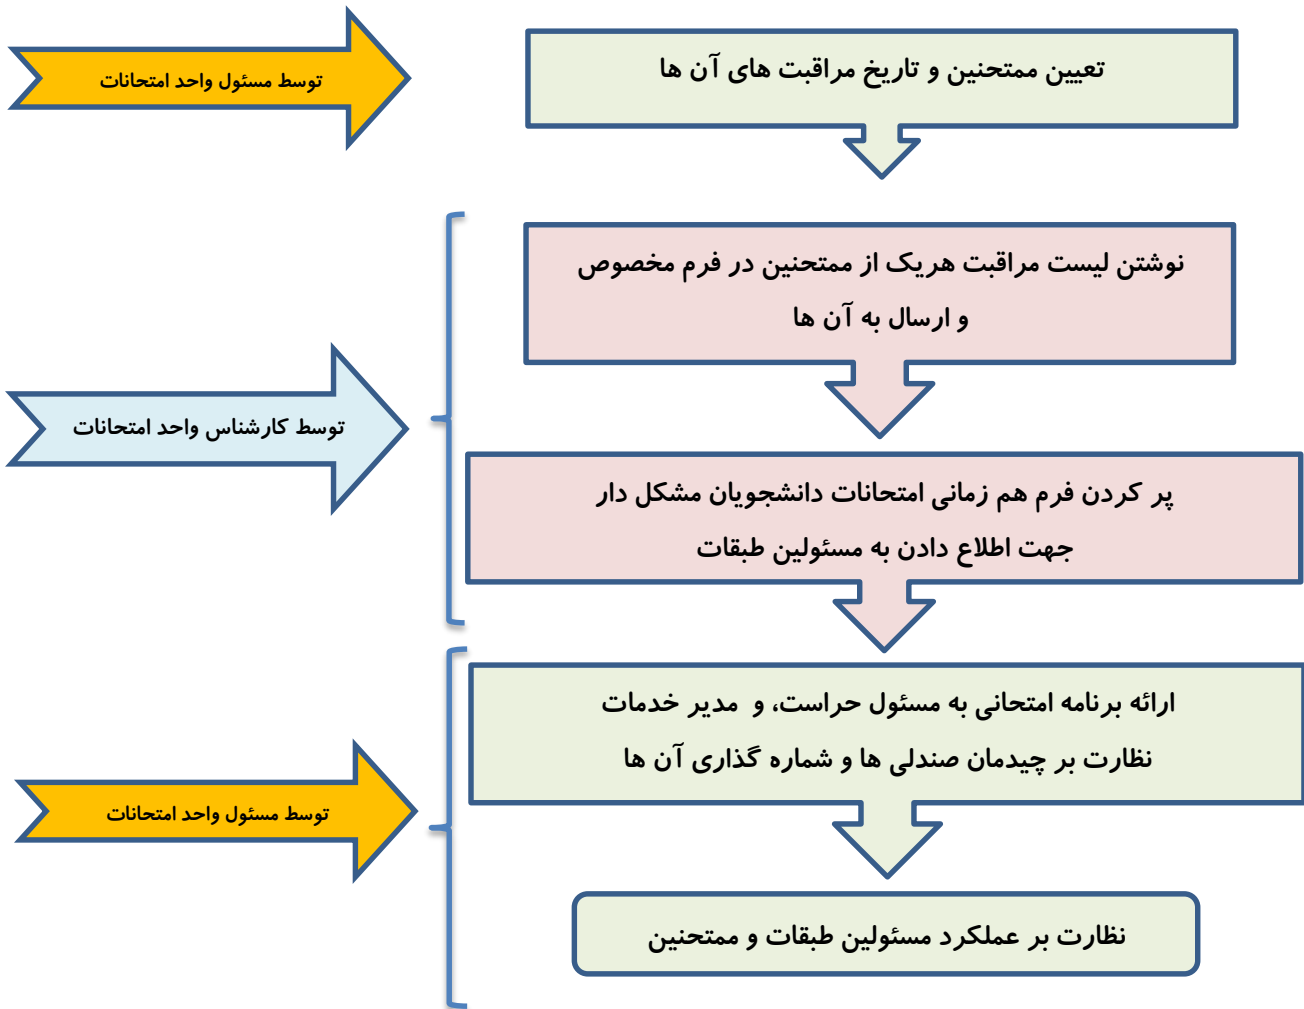 تعیین ممتحنین و تاریخ مراقبت های آن ها
توسط مسئول واحد امتحانات
نوشتن لیست مراقبت هریک از ممتحنین در فرم مخصوص
و ارسال به آن ها
توسط کارشناس واحد امتحانات
پر کردن فرم هم زمانی امتحانات دانشجویان مشکل دار
جهت اطلاع دادن به مسئولین طبقات
ارائه برنامه امتحانی به مسئول حراست، و مدیر خدمات
نظارت بر چیدمان صندلی ها و شماره گذاری آن ها
توسط مسئول واحد امتحانات
نظارت بر عملکرد مسئولین طبقات و ممتحنین